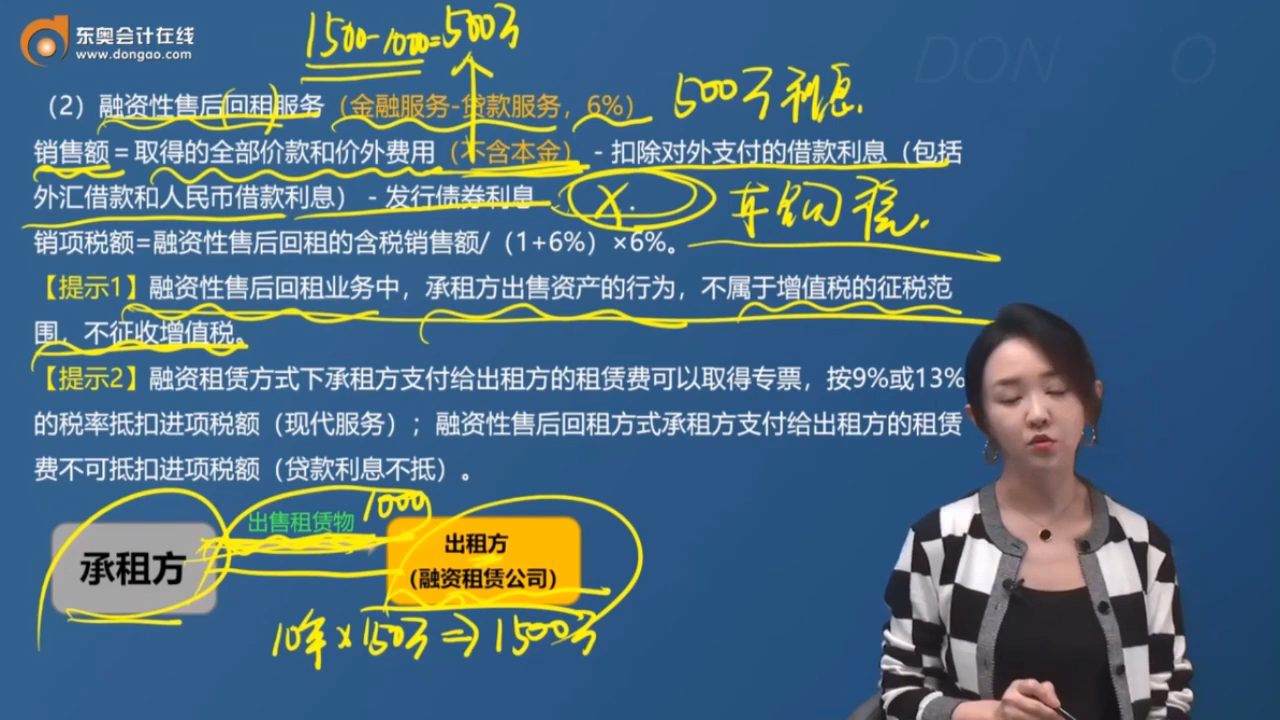 东奥会计在线
www.dongao.com
1500-1000=500万
DON O
（2）融资性售后回租服务（金融服务-贷款服务，6%）500万利息
销售额＝取得的全部价款和价外费用（不含本金）－扣除对外支付的借款利息（包括
外汇借款和人民币借款利息）－发行债券利息
X.
车购税
销项税额=融资性售后回租的含税销售额/（1+6%）×6%。
【提示1】融资性售后回租业务中，承租方出售资产的行为，不属于增值税的征税范
围，不征收增值税。
【提示2】融资租赁方式下承租方支付给出租方的租赁费可以取得专票，按9%或13%
的税率抵扣进项税额（现代服务）；融资性售后回租方式承租方支付给出租方的租赁
费不可抵扣进项税额（贷款利息不抵）。
出售租赁物 1000
承租方
出租方
（融资租赁公司）
10年×150万⇒1500万